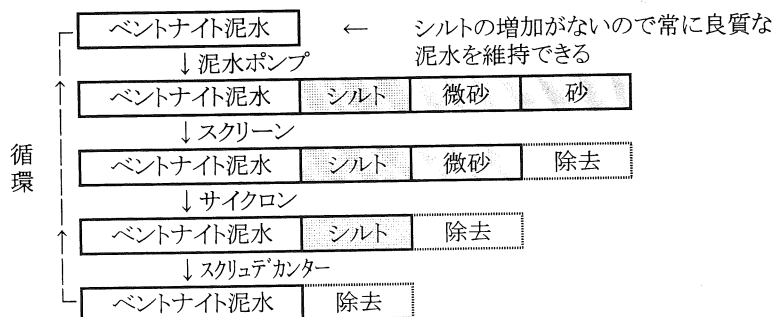 ベントナイト泥水 ← シルトの増加がないので常に良質な
泥水を維持できる
↓泥水ポンプ
ベントナイト泥水 シルト 微砂 砂
↓スクリーン
ベントナイト泥水 シルト 微砂 除去
↓サイクロン
ベントナイト泥水 シルト 除去
↓スクリュデカンター
ベントナイト泥水 除去
循環